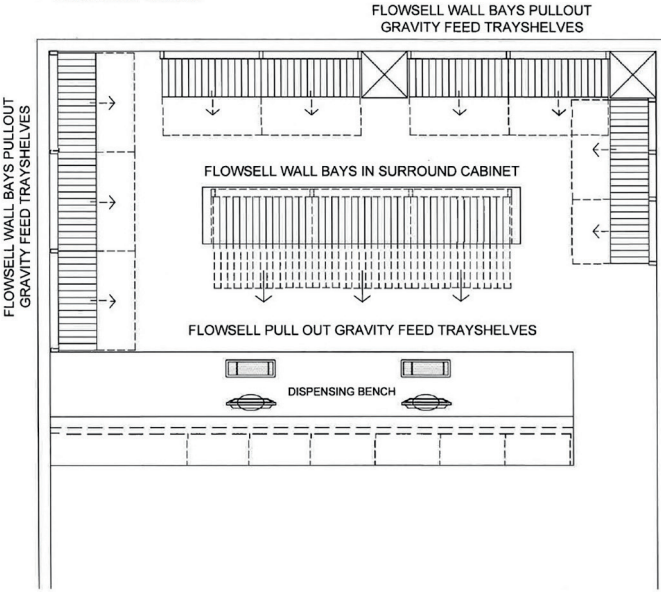 FLOWSELL WALL BAYS PULLOUT
GRAVITY FEED TRAYSHELVES
FLOWSELL WALL BAYS PULLOUT
GRAVITY FEED TRAYSHELVES
FLOWSELL WALL BAYS IN SURROUND CABINET
FLOWSELL PULL OUT GRAVITY FEED TRAYSHELVES
DISPENSING BENCH